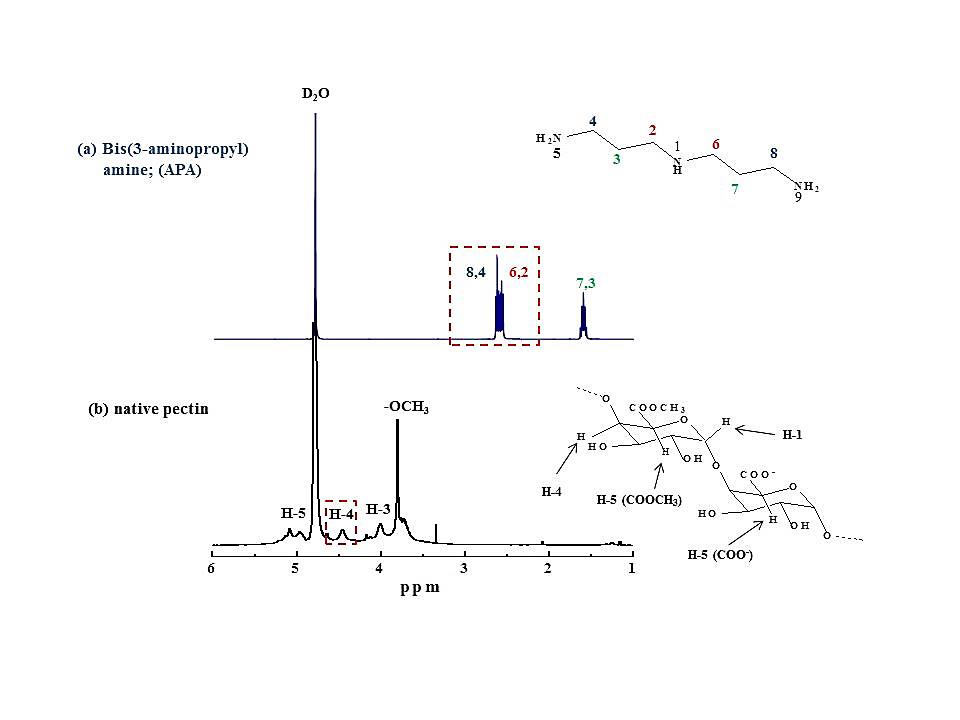 D₂O
(a) Bis(3-aminopropyl)
amine; (APA)
H₂N
5
4
3
2
1
N
H
6
7
8
NH₂
9
8,4
6,2
7,3
(b) native pectin
-OCH₃
H-5
H-4
H-3
6
5
4
3
2
1
ppm
O
COOCH₃
O
H
H-1
H
HO
H
OH
O
H-4
H-5 (COOCH₃)
COO⁻
O
HO
H
OH
O
H-5 (COO⁻)